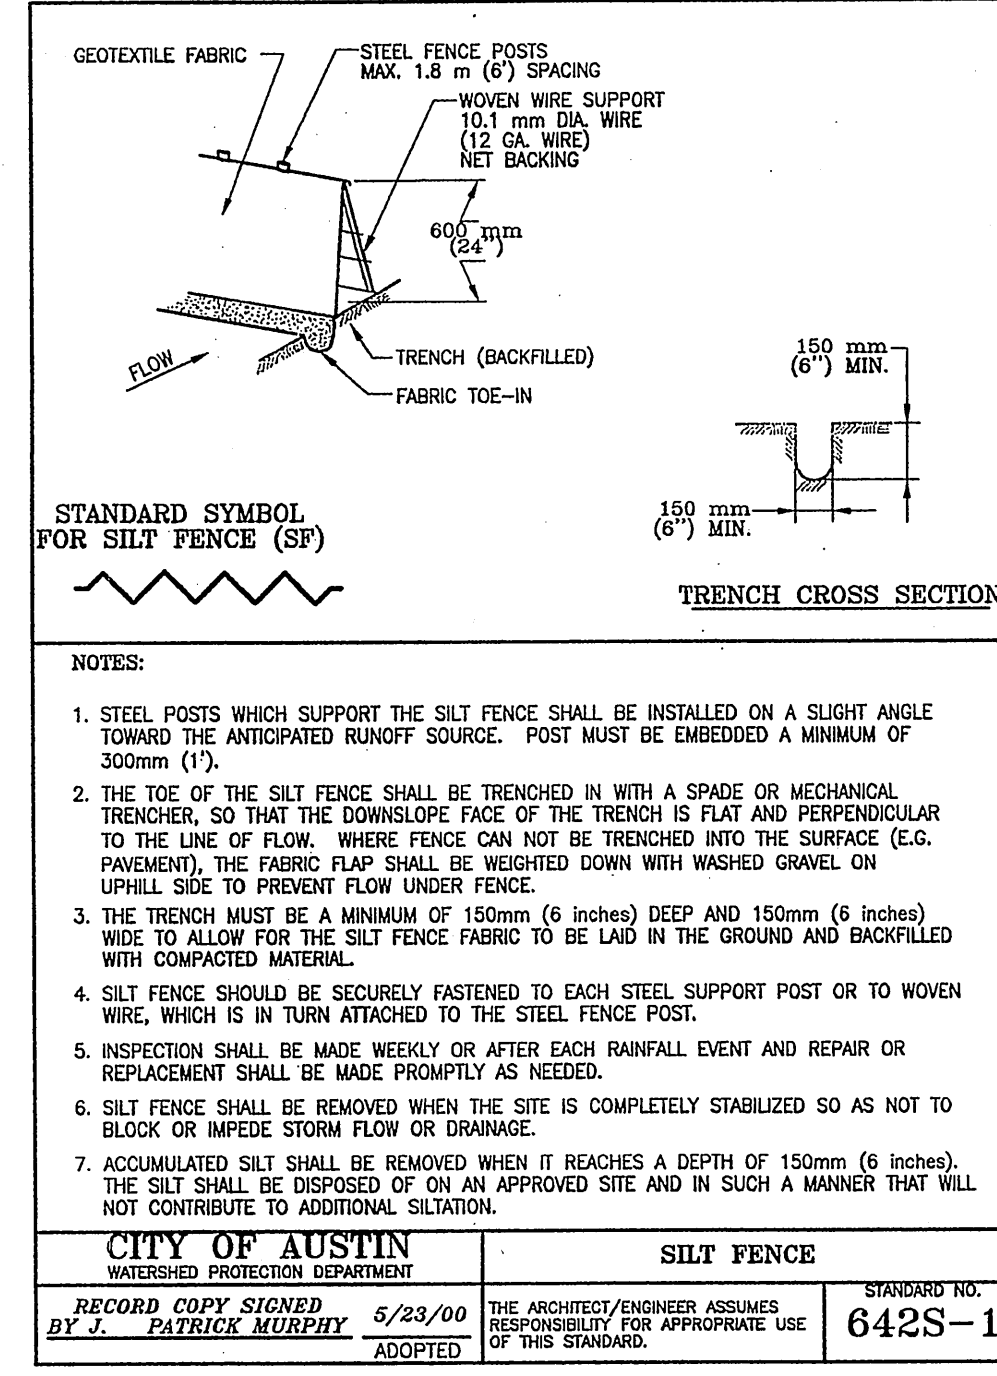 GEOTEXTILE FABRIC
STEEL FENCE POSTS
MAX. 1.8 m (6') SPACING
WOVEN WIRE SUPPORT
10.1 mm DIA. WIRE
(12 GA. WIRE)
NET BACKING
600 mm
(24")
FLOW
TRENCH (BACKFILLED)
FABRIC TOE-IN
150 mm
(6") MIN.
150 mm
(6") MIN.
TRENCH CROSS SECTION
STANDARD SYMBOL
FOR SILT FENCE (SF)
NOTES:
1. STEEL POSTS WHICH SUPPORT THE SILT FENCE SHALL BE INSTALLED ON A SLIGHT ANGLE
TOWARD THE ANTICIPATED RUNOFF SOURCE. POST MUST BE EMBEDDED A MINIMUM OF
300mm (1').
2. THE TOE OF THE SILT FENCE SHALL BE TRENCHED IN WITH A SPADE OR MECHANICAL
TRENCHER, SO THAT THE DOWNSLOPE FACE OF THE TRENCH IS FLAT AND PERPENDICULAR
TO THE LINE OF FLOW. WHERE FENCE CAN NOT BE TRENCHED INTO THE SURFACE (E.G.
PAVEMENT), THE FABRIC FLAP SHALL BE WEIGHTED DOWN WITH WASHED GRAVEL ON
UPHILL SIDE TO PREVENT FLOW UNDER FENCE.
3. THE TRENCH MUST BE A MINIMUM OF 150mm (6 inches) DEEP AND 150mm (6 inches)
WIDE TO ALLOW FOR THE SILT FENCE FABRIC TO BE LAID IN THE GROUND AND BACKFILLED
WITH COMPACTED MATERIAL.
4. SILT FENCE SHOULD BE SECURELY FASTENED TO EACH STEEL SUPPORT POST OR TO WOVEN
WIRE, WHICH IS IN TURN ATTACHED TO THE STEEL FENCE POST.
5. INSPECTION SHALL BE MADE WEEKLY OR AFTER EACH RAINFALL EVENT AND REPAIR OR
REPLACEMENT SHALL BE MADE PROMPTLY AS NEEDED.
6. SILT FENCE SHALL BE REMOVED WHEN THE SITE IS COMPLETELY STABILIZED SO AS NOT TO
BLOCK OR IMPEDE STORM FLOW OR DRAINAGE.
7. ACCUMULATED SILT SHALL BE REMOVED WHEN IT REACHES A DEPTH OF 150mm (6 inches).
THE SILT SHALL BE DISPOSED OF ON AN APPROVED SITE AND IN SUCH A MANNER THAT WILL
NOT CONTRIBUTE TO ADDITIONAL SILTATION.
CITY OF AUSTIN
WATERSHED PROTECTION DEPARTMENT
SILT FENCE
RECORD COPY SIGNED
BY J. PATRICK MURPHY
5/23/00
ADOPTED
THE ARCHITECT/ENGINEER ASSUMES
RESPONSIBILITY FOR APPROPRIATE USE
OF THIS STANDARD.
STANDARD NO.
642S-1